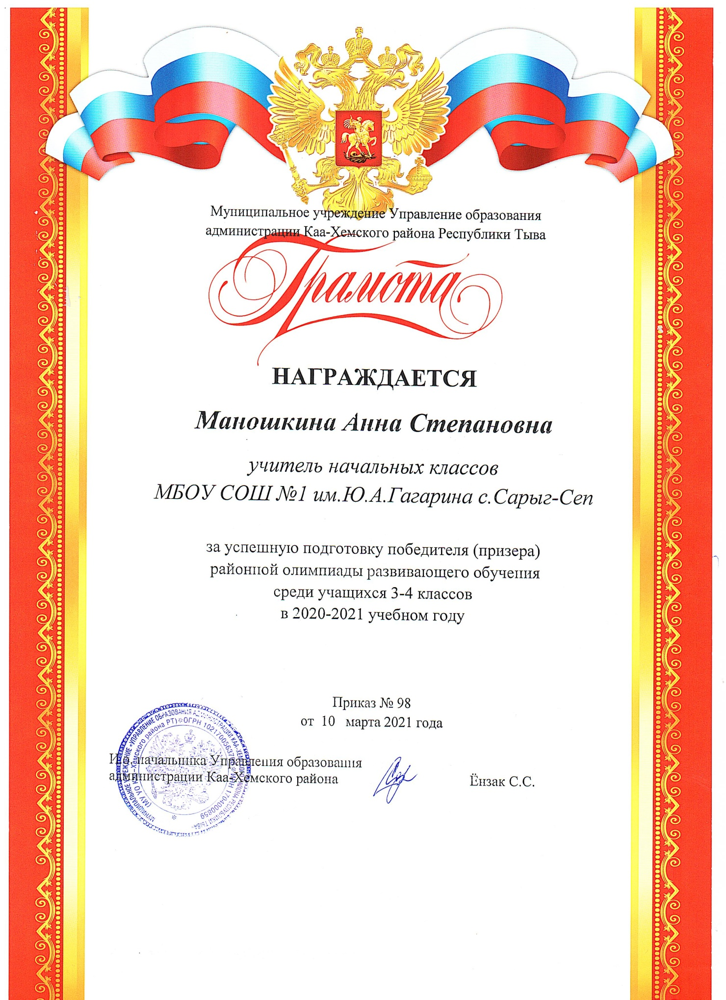 Муниципальное учреждение Управление образования
администрации Каа-Хемского района Республики Тыва
Грамота
НАГРАЖДАЕТСЯ
Маношкина Анна Степановна
учитель начальных классов
МБОУ СОШ №1 им.Ю.А.Гагарина с.Сарыг-Сеп
за успешную подготовку победителя (призера)
районной олимпиады развивающего обучения
среди учащихся 3-4 классов
в 2020-2021 учебном году
Приказ № 98
от 10 марта 2021 года
И.о. начальника Управления образования
администрации Каа-Хемского района
Ёнзак С.С.
МУНИЦИПАЛЬНОЕ УЧРЕЖДЕНИЕ «УПРАВЛЕНИЕ ОБРАЗОВАНИЯ АДМИНИСТРАЦИИ КАА-ХЕМСКОГО РАЙОНА РЕСПУБЛИКИ ТЫВА»
(МУ УО Каа-Хемского района РТ) * ОГРН * ИНН 1704000859 *